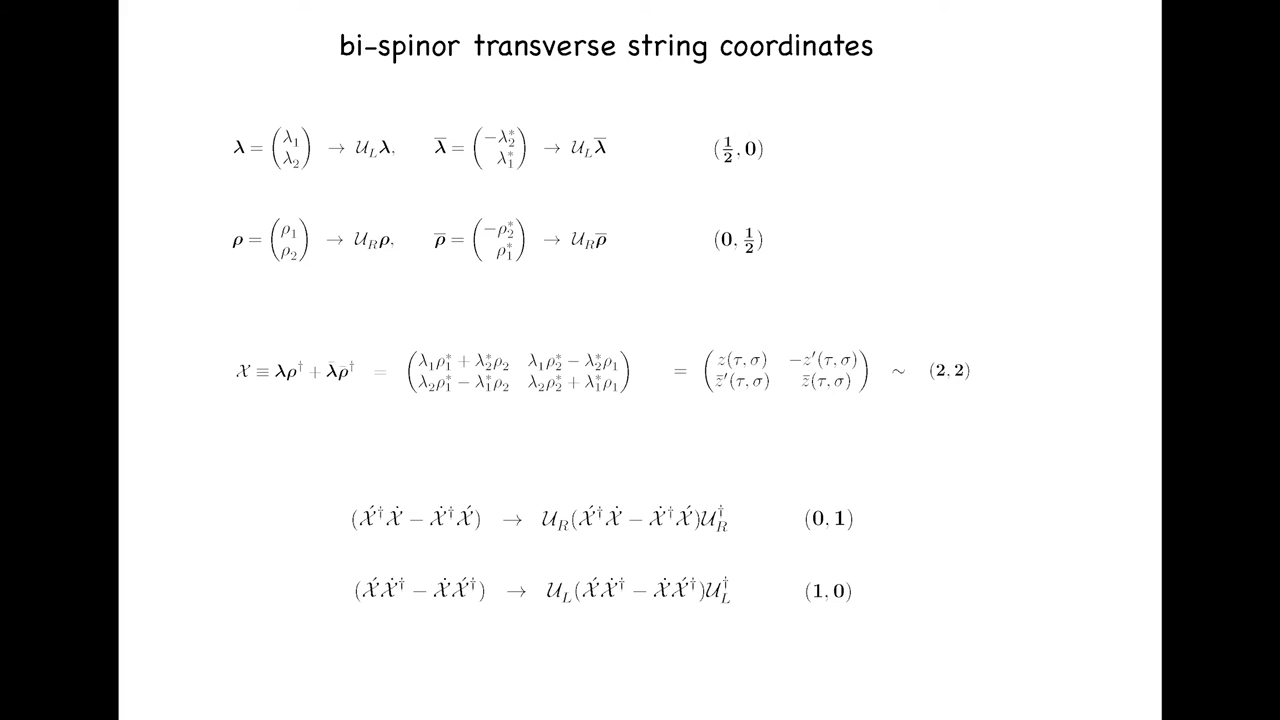 bi-spinor transverse string coordinates
λ = (λ₁ λ₂) → 𝒰_L λ, λ̅ = (−λ₂* λ₁*) → 𝒰_L λ̅ (½, 0)
ρ = (ρ₁ ρ₂) → 𝒰_R ρ, ρ̅ = (−ρ₂* ρ₁*) → 𝒰_R ρ̅ (0, ½)
𝒳 ≡ λρ† + λ̄ρ̄† = (λ₁ρ₁* + λ₂*ρ₂ λ₁ρ₂* − λ₂*ρ₁ λ₂ρ₁* − λ₁*ρ₂ λ₂ρ₂* + λ₁*ρ₁) = (z(τ, σ) −z′(τ, σ) z̄′(τ, σ) z̄(τ, σ)) ∼ (2, 2)
(𝒳́†𝒳̇ − 𝒳̇†𝒳́) → 𝒰_R(𝒳́†𝒳̇ − 𝒳̇†𝒳́)𝒰_R† (0, 1)
(𝒳́𝒳̇† − 𝒳̇𝒳́†) → 𝒰_L(𝒳́𝒳̇† − 𝒳̇𝒳́†)𝒰_L† (1, 0)